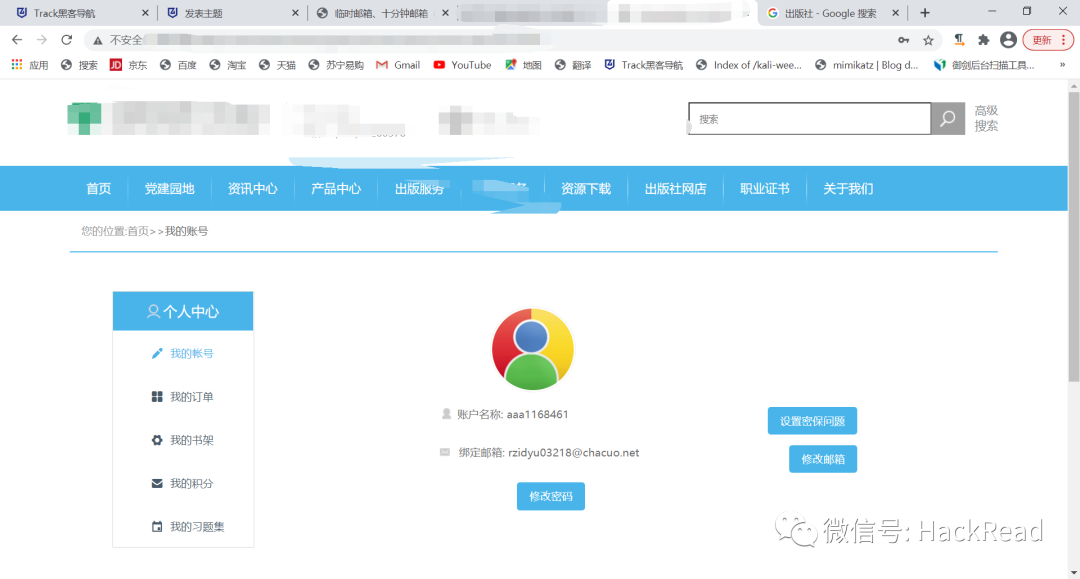 Track黑客导航
发表主题
临时邮箱、十分钟邮箱
出版社 - Google 搜索
不安全
更新
应用 搜索 京东 百度 淘宝 天猫 苏宁易购 Gmail YouTube 地图 翻译 Track黑客导航 Index of /kali-wee... mimikatz | Blog d... 御剑后台扫描工具... »
搜索
高级
搜索
首页 党建园地 资讯中心 产品中心 出版服务 资源下载 出版社网店 职业证书 关于我们
您的位置:首页>>我的账号
个人中心
我的帐号
我的订单
我的书架
我的积分
我的习题集
账户名称: aaa1168461
设置密保问题
绑定邮箱: rzidyu03218@chacuo.net
修改邮箱
修改密码
微信号: HackRead